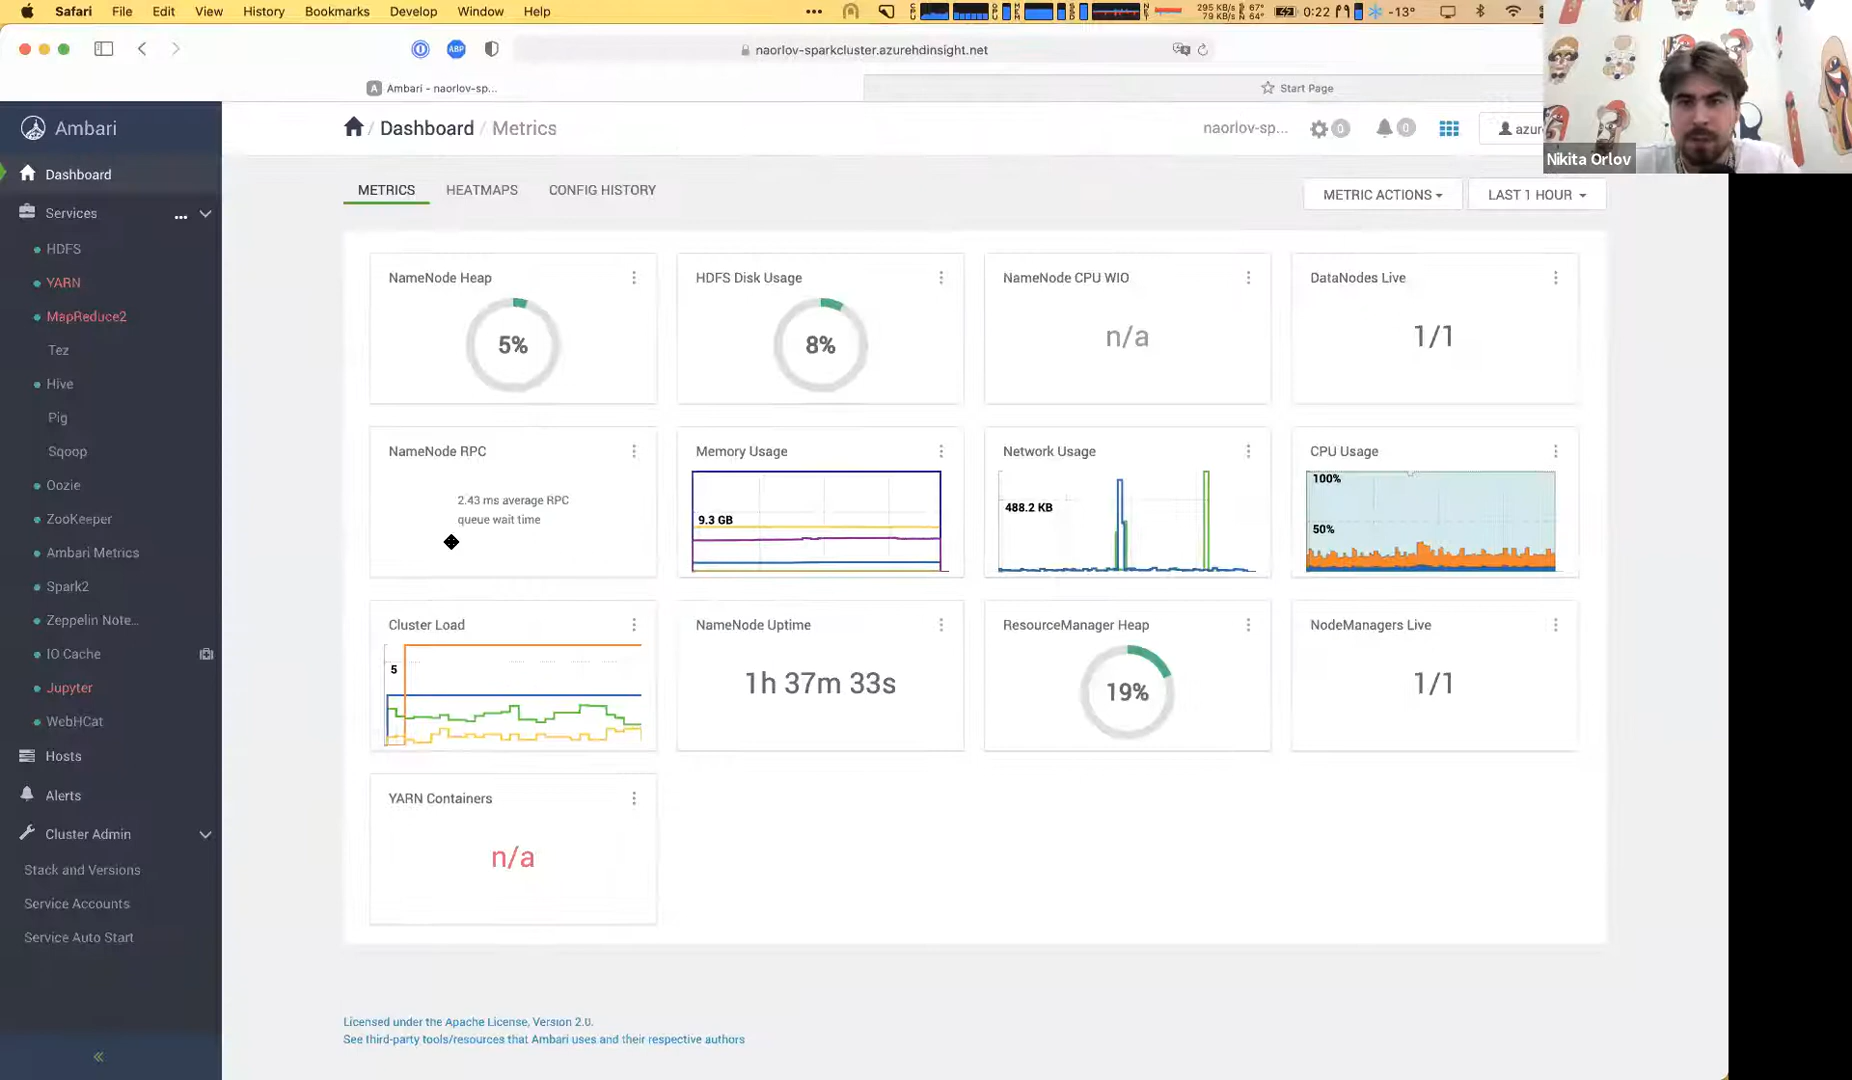 Safari File Edit View History Bookmarks Develop Window Help
295 KB/s 67°
79 KB/s 64°
0:22
-13°
ABP
naorlov-sparkcluster.azurehdinsight.net
A Ambari - naorlov-sp...
Start Page
Nikita Orlov
Ambari
Dashboard
Services
...
HDFS
YARN
MapReduce2
Tez
Hive
Pig
Sqoop
Oozie
ZooKeeper
Ambari Metrics
Spark2
Zeppelin Note...
IO Cache
Jupyter
WebHCat
Hosts
Alerts
Cluster Admin
Stack and Versions
Service Accounts
Service Auto Start
«
/ Dashboard / Metrics
naorlov-sp...
0
0
azur
METRICS HEATMAPS CONFIG HISTORY
METRIC ACTIONS
LAST 1 HOUR
NameNode Heap
5%
HDFS Disk Usage
8%
NameNode CPU WIO
n/a
DataNodes Live
1/1
NameNode RPC
2.43 ms average RPC
queue wait time
Memory Usage
9.3 GB
Network Usage
488.2 KB
CPU Usage
100%
50%
Cluster Load
5
NameNode Uptime
1h 37m 33s
ResourceManager Heap
19%
NodeManagers Live
1/1
YARN Containers
n/a
Licensed under the Apache License, Version 2.0.
See third-party tools/resources that Ambari uses and their respective authors